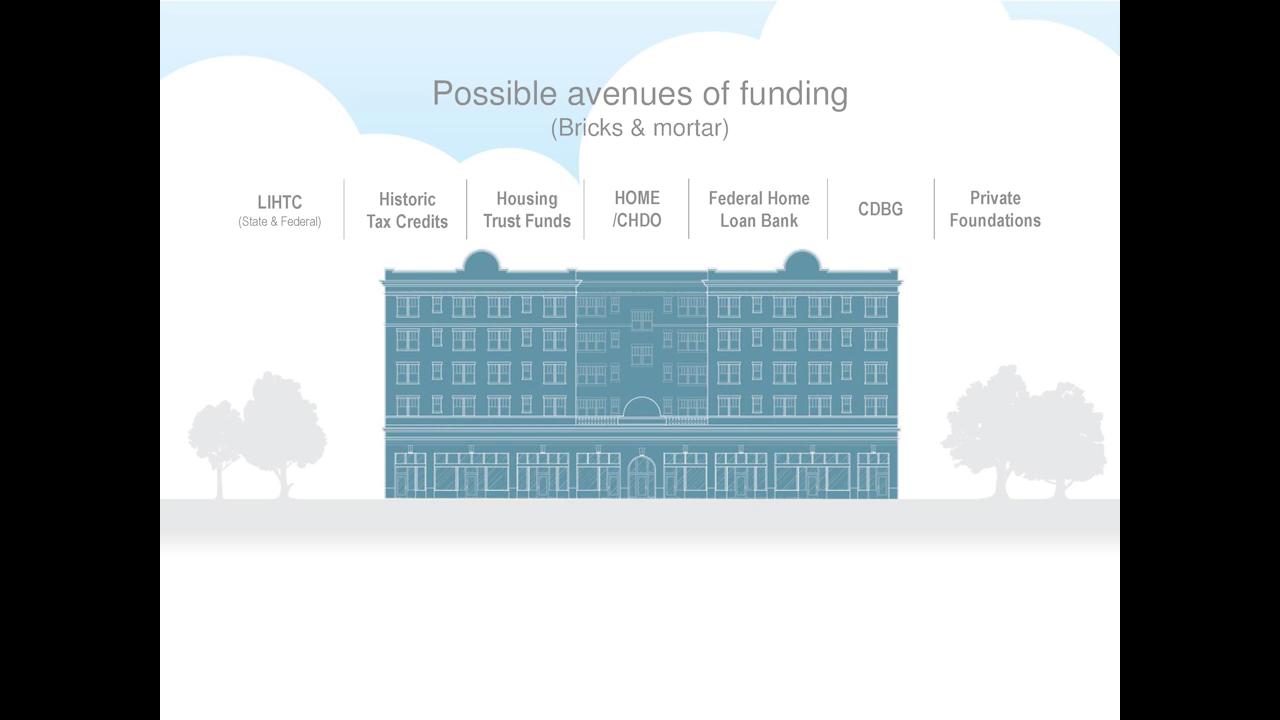 Possible avenues of funding
(Bricks & mortar)
LIHTC
(State & Federal)
Historic
Tax Credits
Housing
Trust Funds
HOME
/CHDO
Federal Home
Loan Bank
CDBG
Private
Foundations